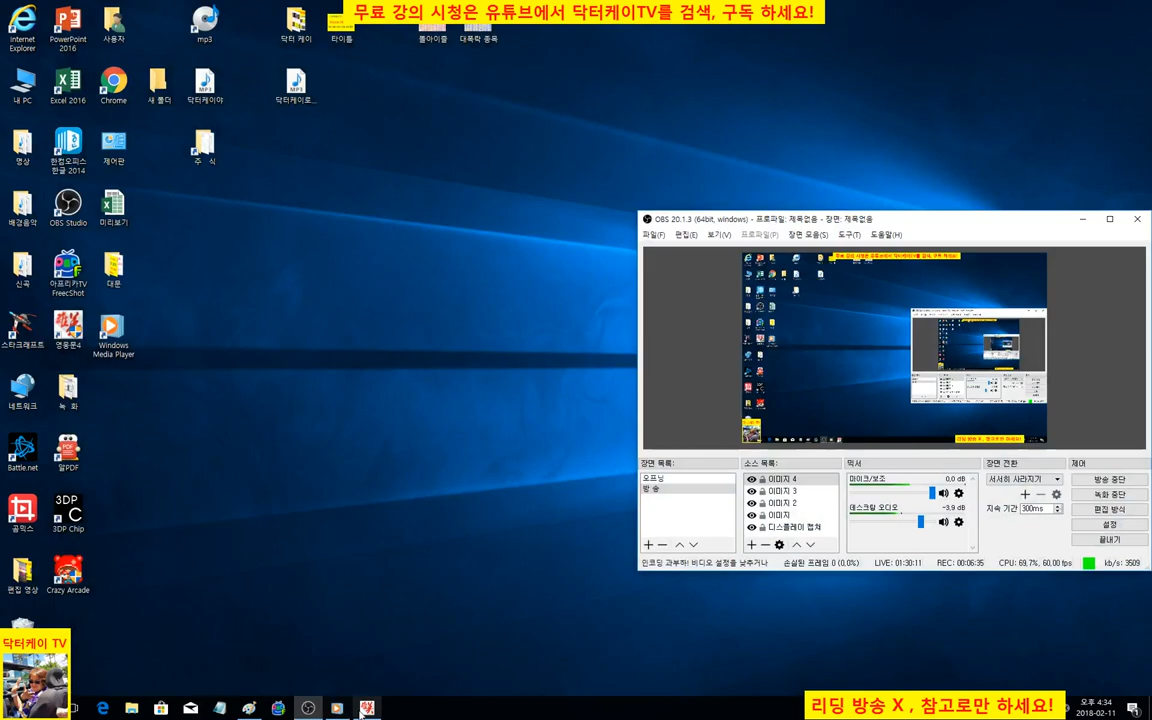 무료 강의 시청은 유튜브에서 닥터케이TV를 검색, 구독 하세요!
Internet Explorer
PowerPoint 2016
사용자
mp3
닥터 케이
타이틀
돌아이즐
대폭락 종목
내 PC
Excel 2016
Chrome
새 폴더
닥터케이야
닥터케이로...
영상
한컴오피스 한글 2014
제어판
주 식
배경음악
OBS Studio
미리보기
신곡
아프리카TV FreecShot
대문
스타크래프트
영웅문4
Windows Media Player
네트워크
녹 화
Battle.net
알PDF
곰믹스
3DP Chip
편집 영상
Crazy Arcade
OBS 20.1.3 (64bit, windows) - 프로파일: 제목없음 - 장면: 제목없음
파일(F) 편집(E) 보기(V) 프로파일(P) 장면 모음(S) 도구(T) 도움말(H)
장면 목록: 소스 목록: 믹서 장면 전환 제어
오프닝
방 송
이미지 4
이미지 3
이미지 2
이미지
디스플레이 캡쳐
마이크/보조 0.0 dB
데스크탑 오디오 -3.9 dB
서서히 사라지기
지속 기간 300ms
방송 중단
녹화 중단
편집 방식
설정
끝내기
인코딩 과부하! 비디오 설정을 낮추거나 손실된 프레임 0 (0.0%) LIVE: 01:30:11 REC: 00:06:35 CPU: 69.7%, 60.00 fps kb/s: 3509
닥터케이 TV
리딩 방송 X , 참고로만 하세요!
오후 4:34
2018-02-11